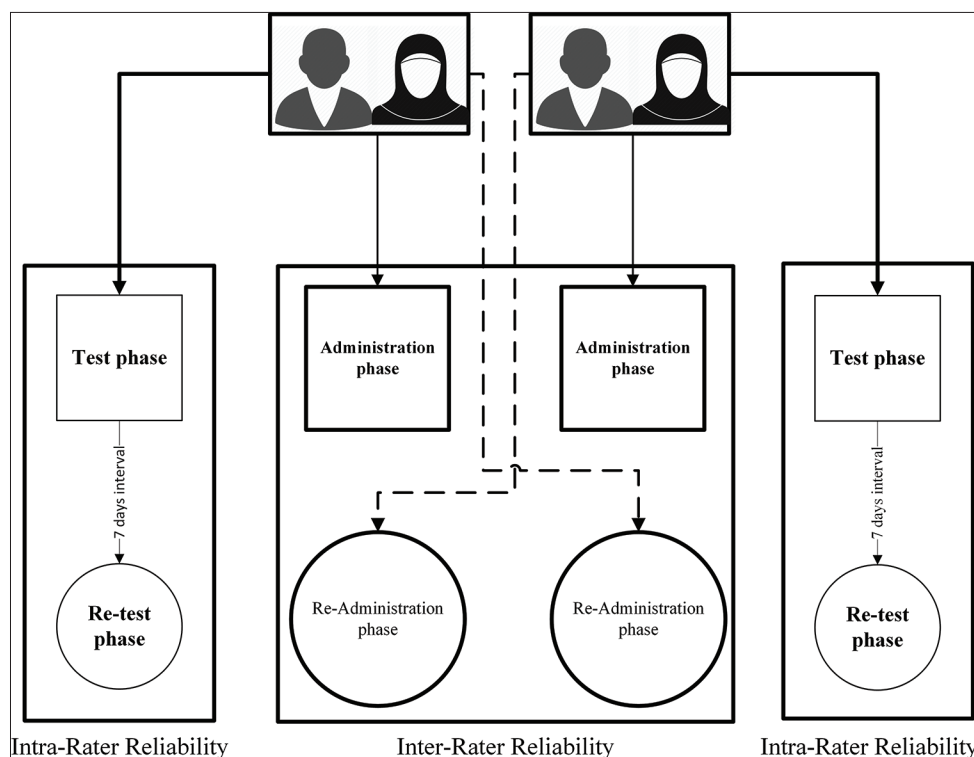 Test phase
7 days interval
Re-test
phase
Intra-Rater Reliability
Administration
phase
Administration
phase
Re-Administration
phase
Re-Administration
phase
Inter-Rater Reliability
Test phase
7 days interval
Re-test
phase
Intra-Rater Reliability